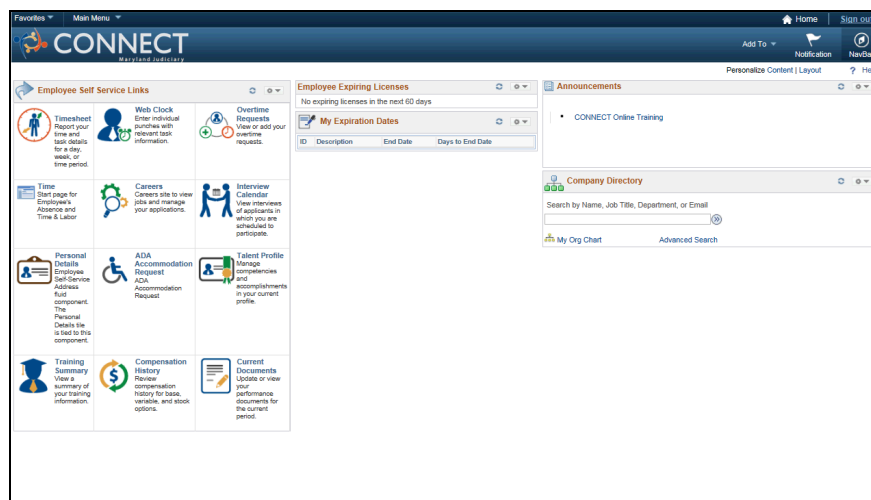 Favorites Main Menu
Home Sign out
CONNECT
Maryland Judiciary
Add To Notification NavBa
Personalize Content | Layout ? He
Employee Self Service Links
Timesheet
Report your
time and
task details
for a day,
week, or
time period.
Web Clock
Enter individual
punches with
relevant task
information.
Overtime
Requests
View or add your
overtime
requests.
Time
Start page for
Employee's
Absence and
Time & Labor
Careers
Careers site to view
jobs and manage
your applications.
Interview
Calendar
View interviews
of applicants in
which you are
scheduled to
participate.
Personal
Details
Employee
Self-Service
Address
fluid
component.
The
Personal
Details tile
is tied to this
component.
ADA
Accommodation
Request
ADA
Accommodation
Request
Talent Profile
Manage
competencies
and
accomplishments
in your current
profile.
Training
Summary
View a
summary of
your training
information.
Compensation
History
Review
compensation
history for base,
variable, and stock
options.
Current
Documents
Update or view
your
performance
documents for
the current
period.
Employee Expiring Licenses
No expiring licenses in the next 60 days
My Expiration Dates
ID Description End Date Days to End Date
Announcements
• CONNECT Online Training
Company Directory
Search by Name, Job Title, Department, or Email
My Org Chart Advanced Search